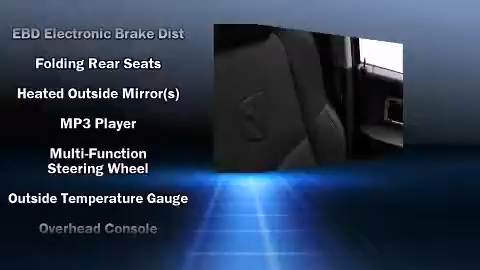 EBD Electronic Brake Dist
Folding Rear Seats
Heated Outside Mirror(s)
MP3 Player
Multi-Function
Steering Wheel
Outside Temperature Gauge
Overhead Console